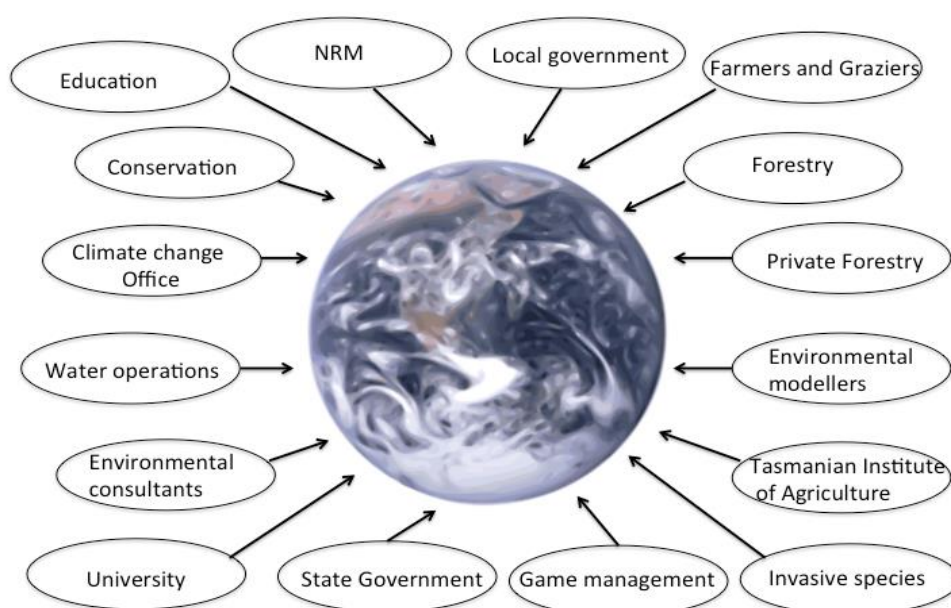 NRM
Local government
Education
Farmers and Graziers
Conservation
Forestry
Climate change
Office
Private Forestry
Water operations
Environmental
modellers
Environmental
consultants
Tasmanian Institute
of Agriculture
University
State Government
Game management
Invasive species